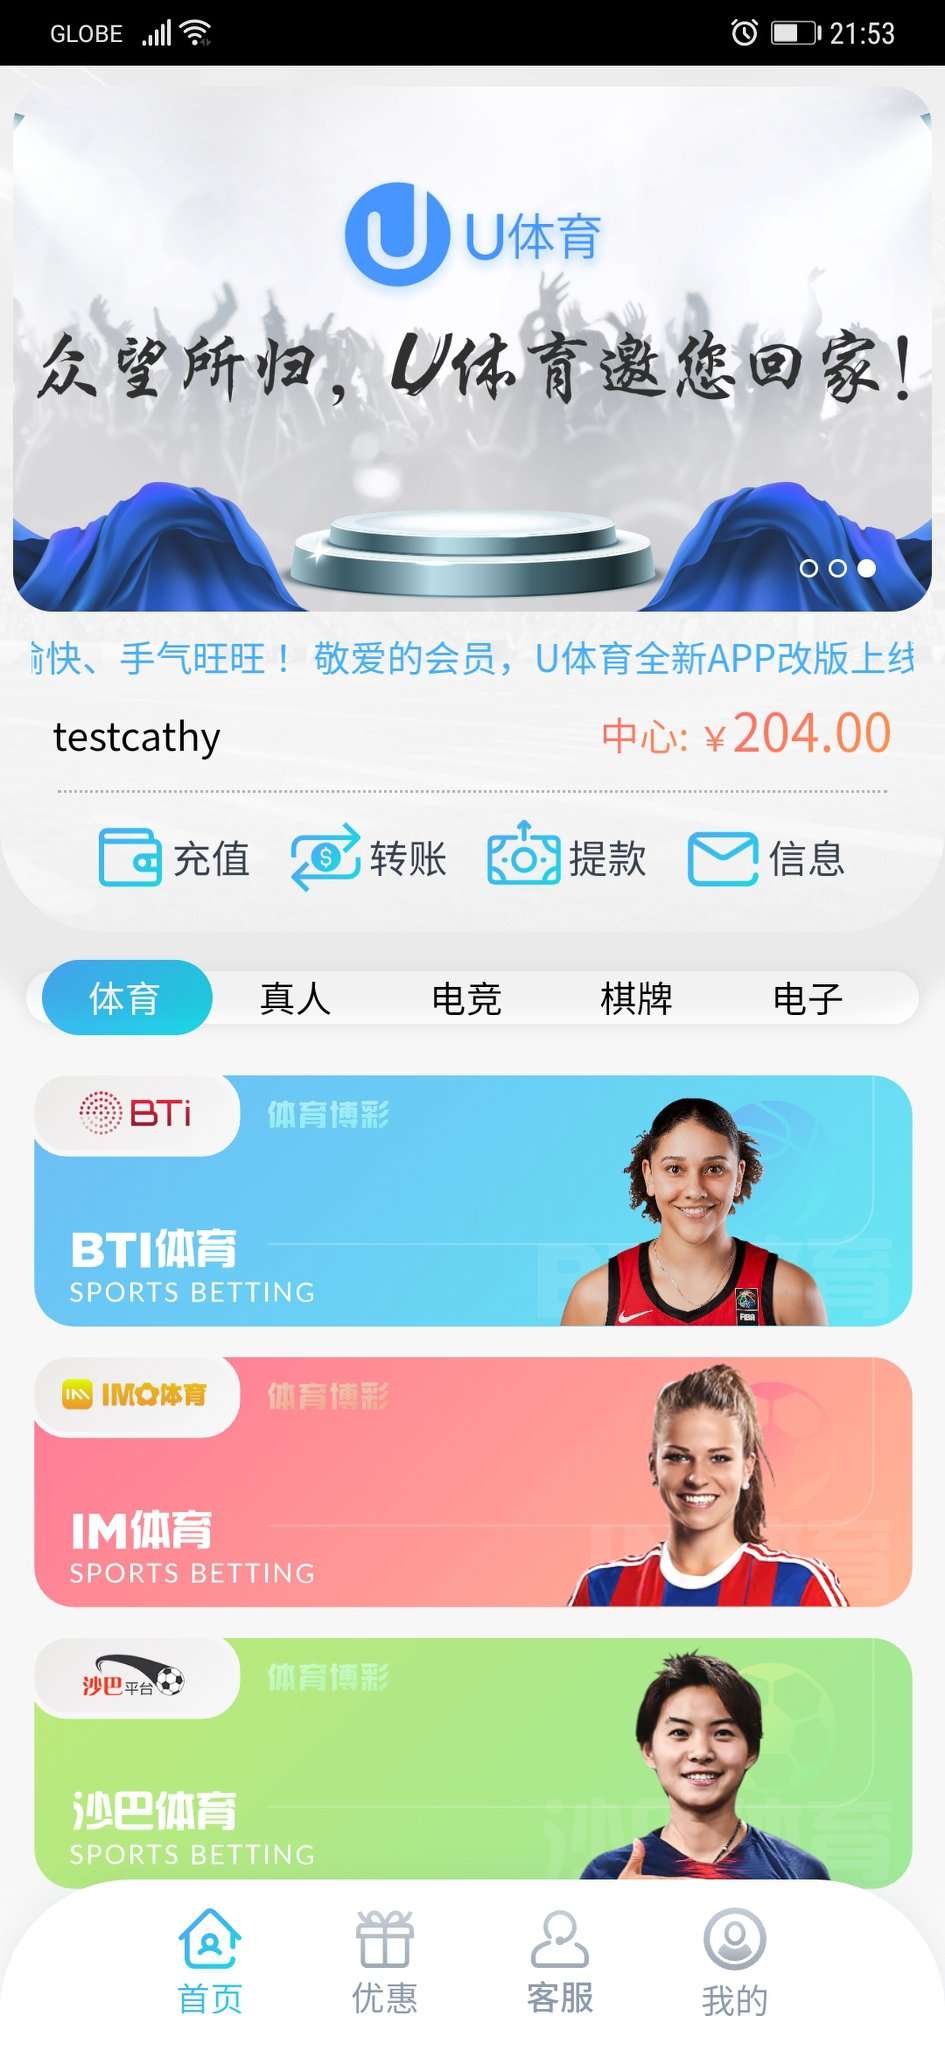 GLOBE 21:53
U体育
众望所归，U体育邀您回家！
愉快、手气旺旺！ 敬爱的会员，U体育全新APP改版上线
testcathy 中心: ¥204.00
充值 转账 提款 信息
体育 真人 电竞 棋牌 电子
BTi 体育博彩
BTI体育
SPORTS BETTING
IM体育 体育博彩
IM体育
SPORTS BETTING
沙巴平台 体育博彩
沙巴体育
SPORTS BETTING
首页 优惠 客服 我的